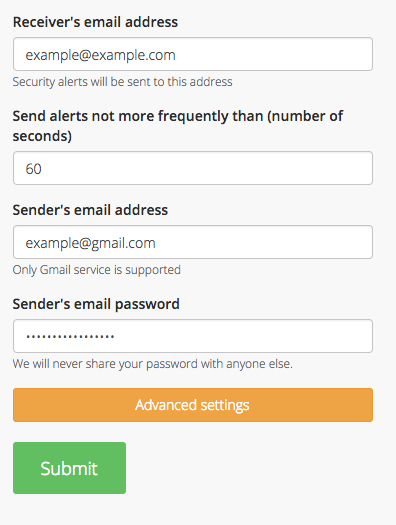 Receiver's email address
example@example.com
Security alerts will be sent to this address
Send alerts not more frequently than (number of
seconds)
60
Sender's email address
example@gmail.com
Only Gmail service is supported
Sender's email password
•••••••••••••••••
We will never share your password with anyone else.
Advanced settings
Submit